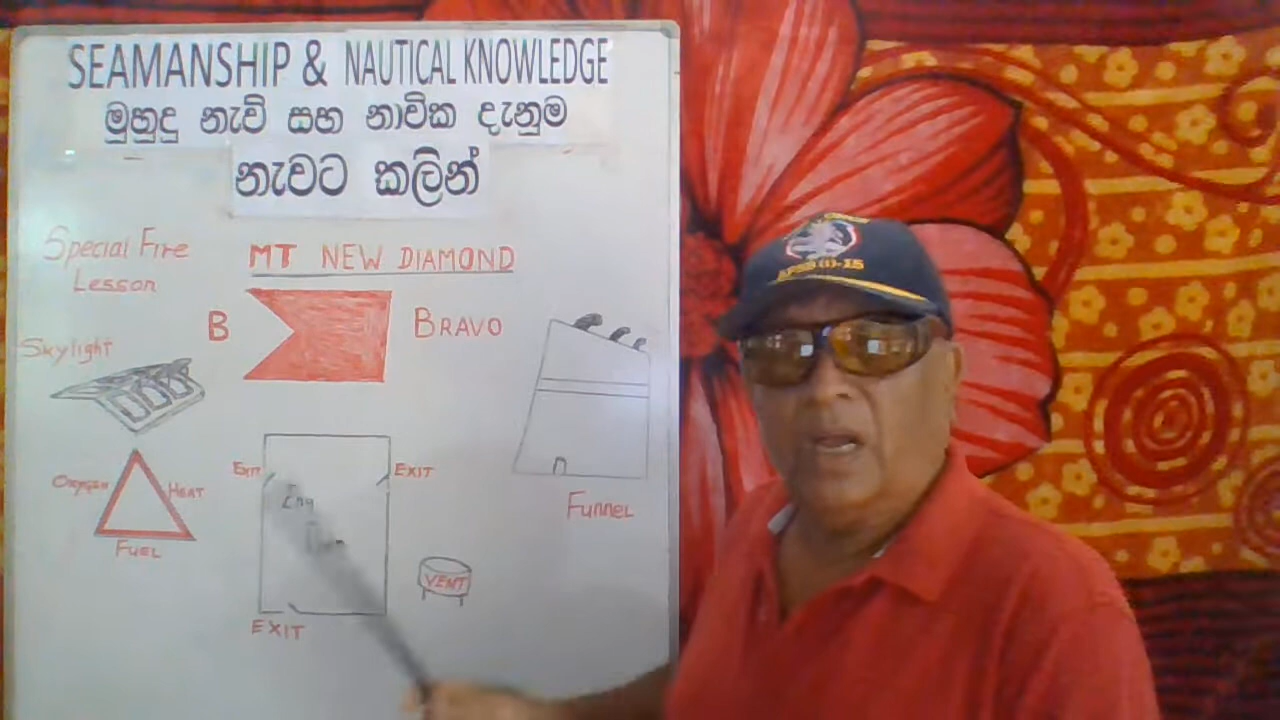 SEAMANSHIP & NAUTICAL KNOWLEDGE
මුහුදු නැවි සහ නාවික දැනුම
නැවට කලින්
Special Fire
Lesson
MT NEW DIAMOND
B
BRAVO
Skylight
EXIT
EXIT
OXYGEN
HEAT
FUEL
Eng
Funnel
VENT
EXIT